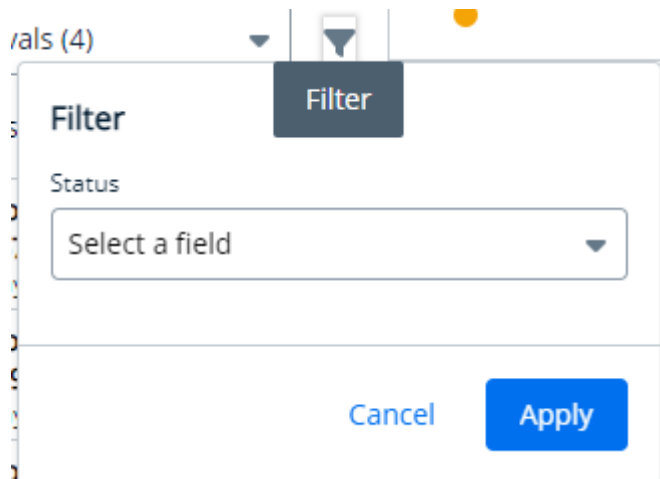 vals (4)
Filter
Filter
Status
Select a field
Cancel
Apply